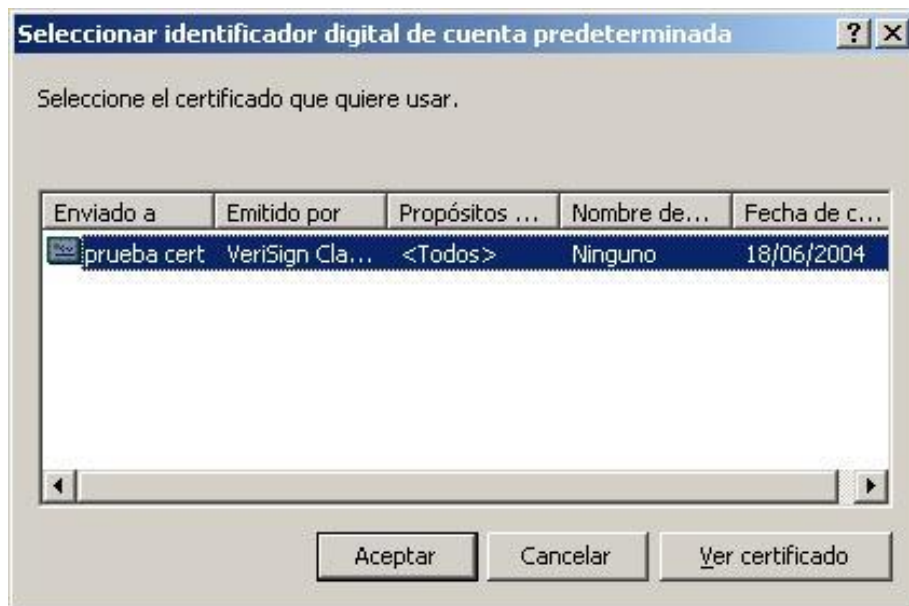 Seleccionar identificador digital de cuenta predeterminada
Seleccione el certificado que quiere usar.
Enviado a Emitido por Propósitos ... Nombre de... Fecha de c...
prueba cert VeriSign Cla... <Todos> Ninguno 18/06/2004
Aceptar Cancelar Ver certificado